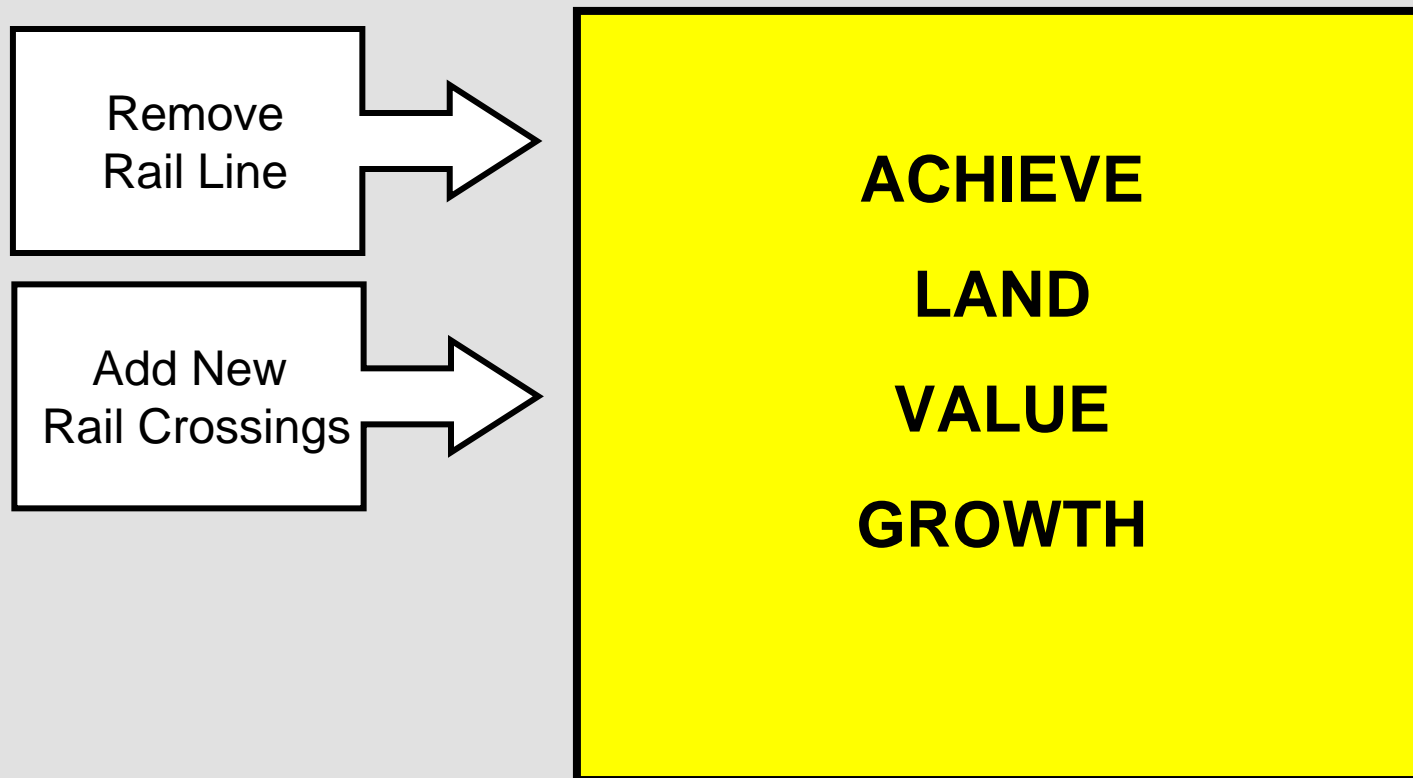 Remove
Rail Line
Add New
Rail Crossings
ACHIEVE
LAND
VALUE
GROWTH